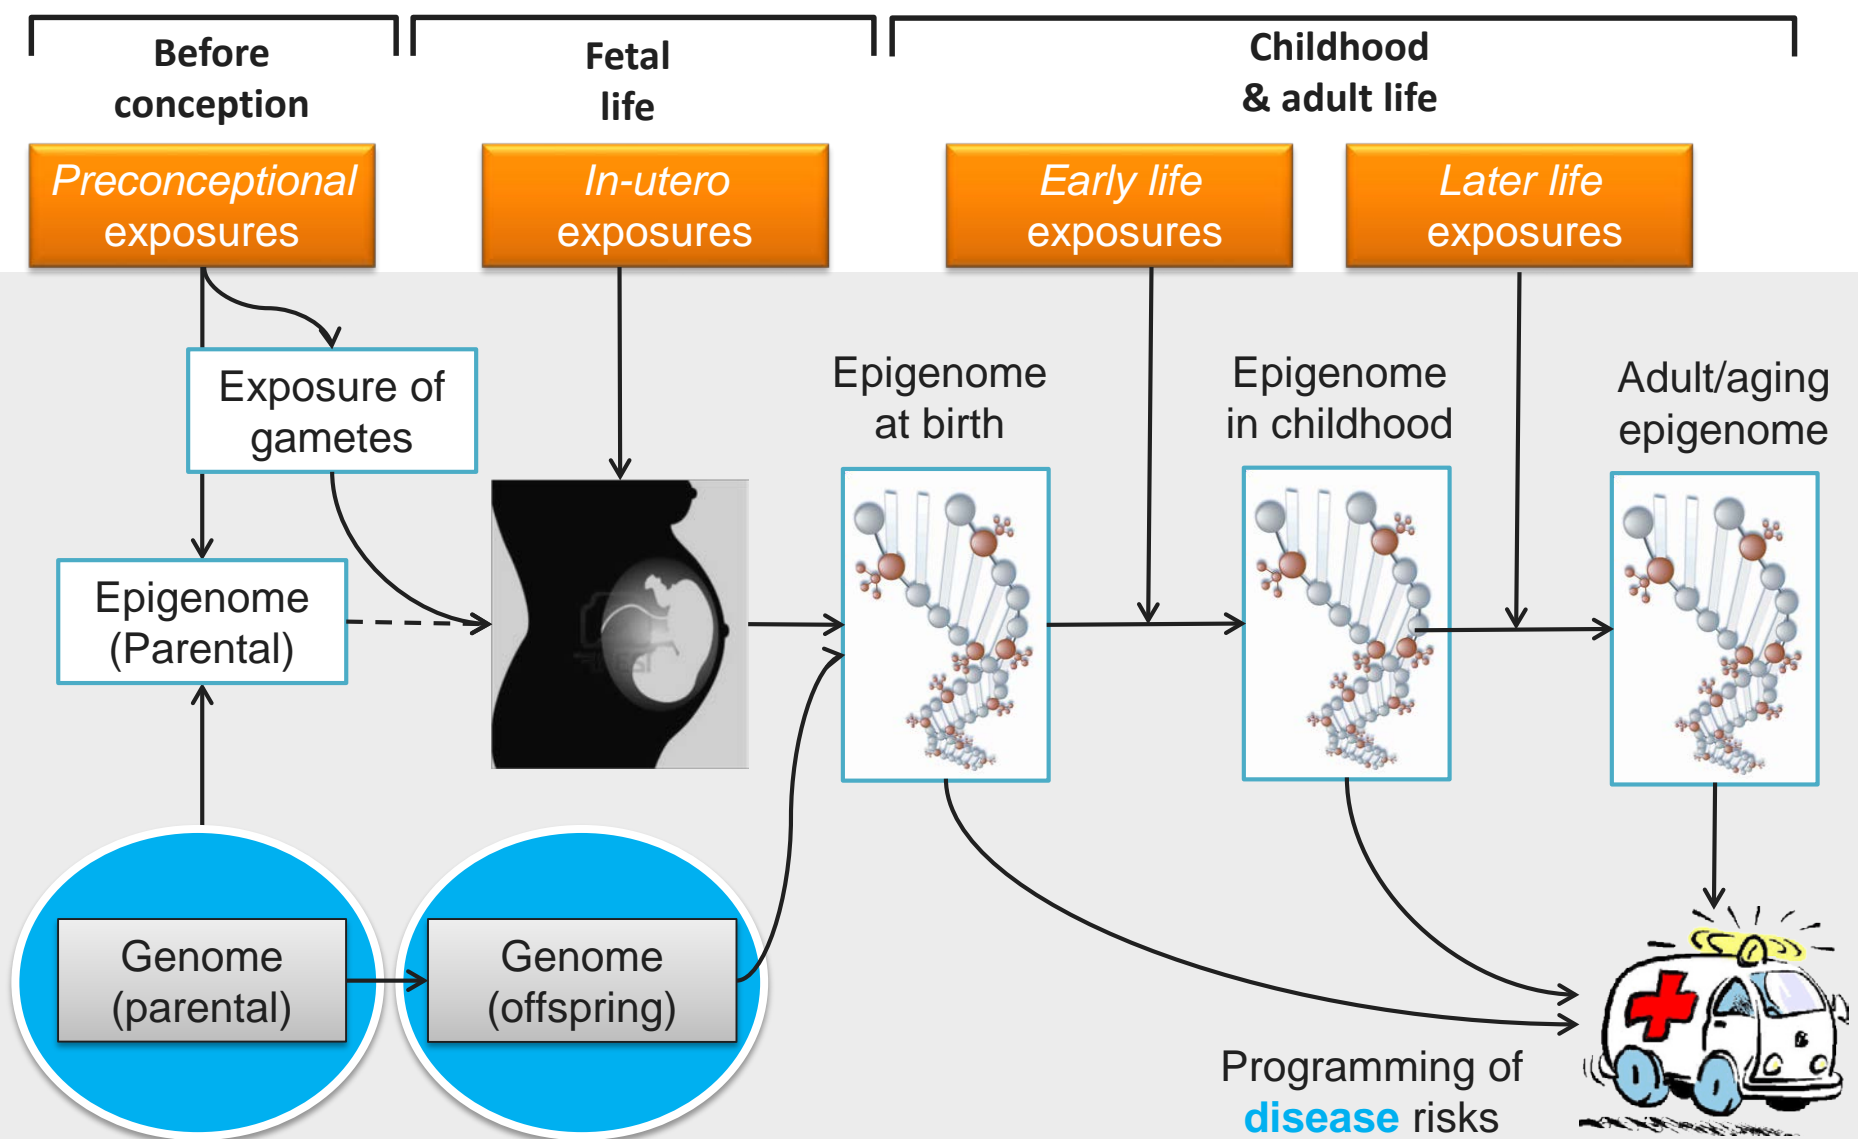 Before
conception
Fetal
life
Childhood
& adult life
Preconceptional
exposures
In-utero
exposures
Early life
exposures
Later life
exposures
Exposure of
gametes
Epigenome
at birth
Epigenome
in childhood
Adult/aging
epigenome
Epigenome
(Parental)
Genome
(parental)
Genome
(offspring)
Programming of
disease risks